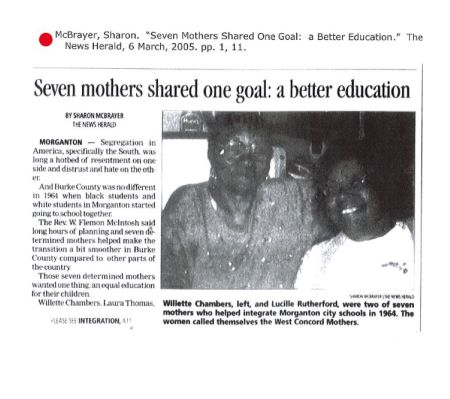 McBrayer, Sharon. "Seven Mothers Shared One Goal: a Better Education." The
News Herald, 6 March, 2005. pp. 1, 11.
Seven mothers shared one goal: a better education
BY SHARON MCBRAYER
THE NEWS HERALD
MORGANTON — Segregation in
America, specifically the South, was
long a hotbed of resentment on one
side and distrust and hate on the oth-
er.
And Burke County was no different
in 1964 when black students and
white students in Morganton started
going to school together.
The Rev. W. Flemon McIntosh said
long hours of planning and seven de-
termined mothers helped make the
transition a bit smoother in Burke
County compared to other parts of
the country.
Those seven determined mothers
wanted one thing: an equal education
for their children.
Willette Chambers, Laura Thomas,
PLEASE SEE INTEGRATION, A11
SHARON MCBRAYER / THE NEWS HERALD
Willette Chambers, left, and Lucille Rutherford, were two of seven
mothers who helped integrate Morganton city schools in 1964. The
women called themselves the West Concord Mothers.